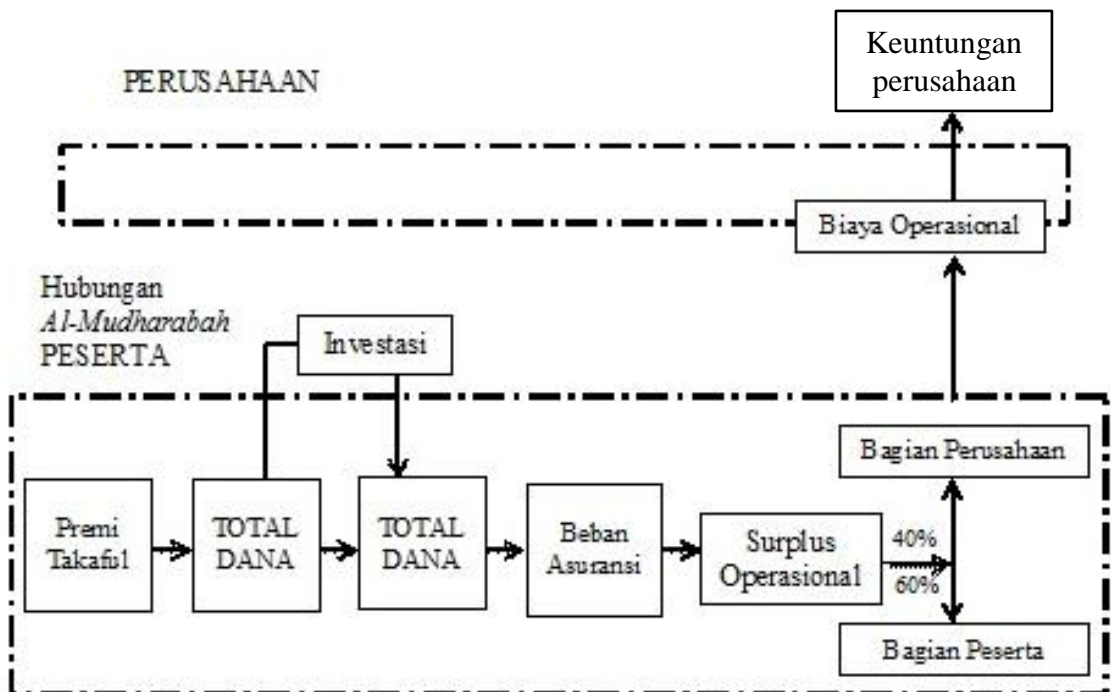 Keuntungan
perusahaan
PERUSAHAAN
Biaya Operasional
Hubungan
Al-Mudharabah
PESERTA
Investasi
Bagian Perusahaan
Premi
Takaful
TOTAL
DANA
TOTAL
DANA
Beban
Asuransi
Surplus
Operasional
40%
60%
Bagian Peserta